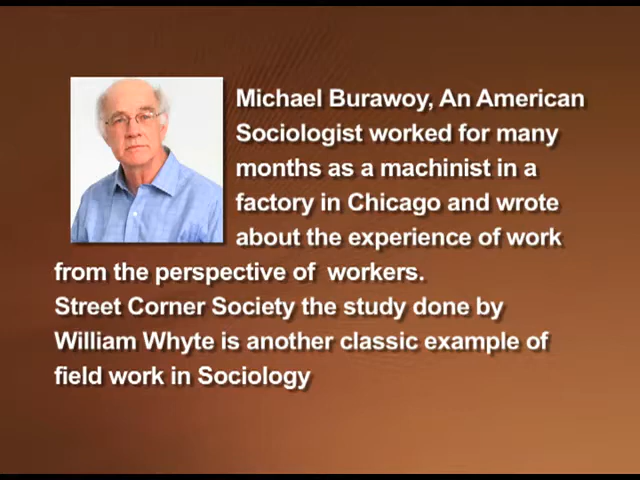 Michael Burawoy, An American
Sociologist worked for many
months as a machinist in a
factory in Chicago and wrote
about the experience of work
from the perspective of workers.
Street Corner Society the study done by
William Whyte is another classic example of
field work in Sociology